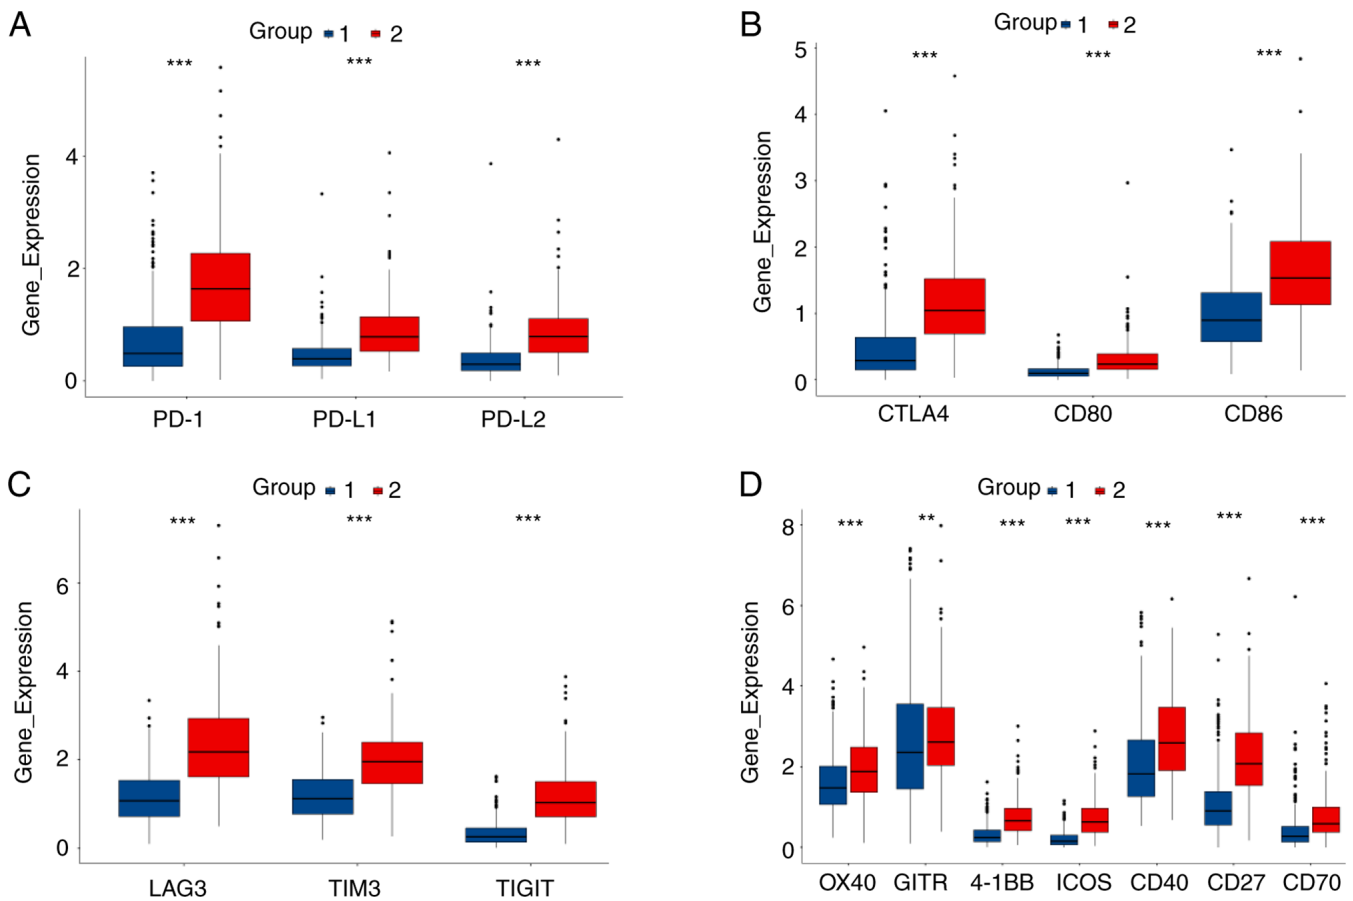 A
Group 1 2
*** *** ***
Gene_Expression
4
2
0
PD-1 PD-L1 PD-L2
B
Group 1 2
*** *** ***
Gene_Expression
5
4
3
2
1
0
CTLA4 CD80 CD86
C
Group 1 2
*** *** ***
Gene_Expression
6
4
2
0
LAG3 TIM3 TIGIT
D
Group 1 2
*** ** *** *** *** *** ***
Gene_Expression
8
6
4
2
0
OX40 GITR 4-1BB ICOS CD40 CD27 CD70